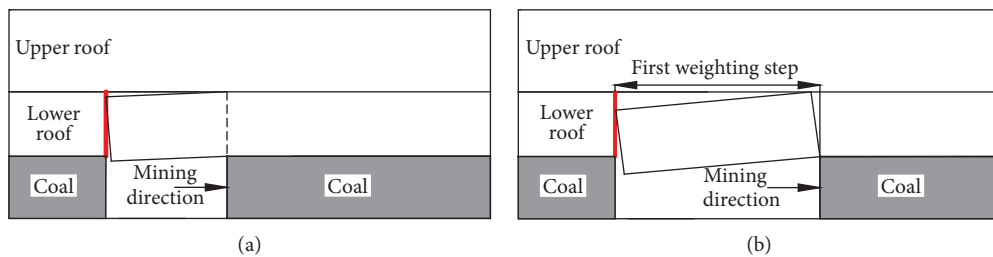 Upper roof
Lower
roof
Coal
Mining
direction
Coal
(a)
Upper roof
First weighting step
Lower
roof
Coal
Mining
direction
Coal
(b)